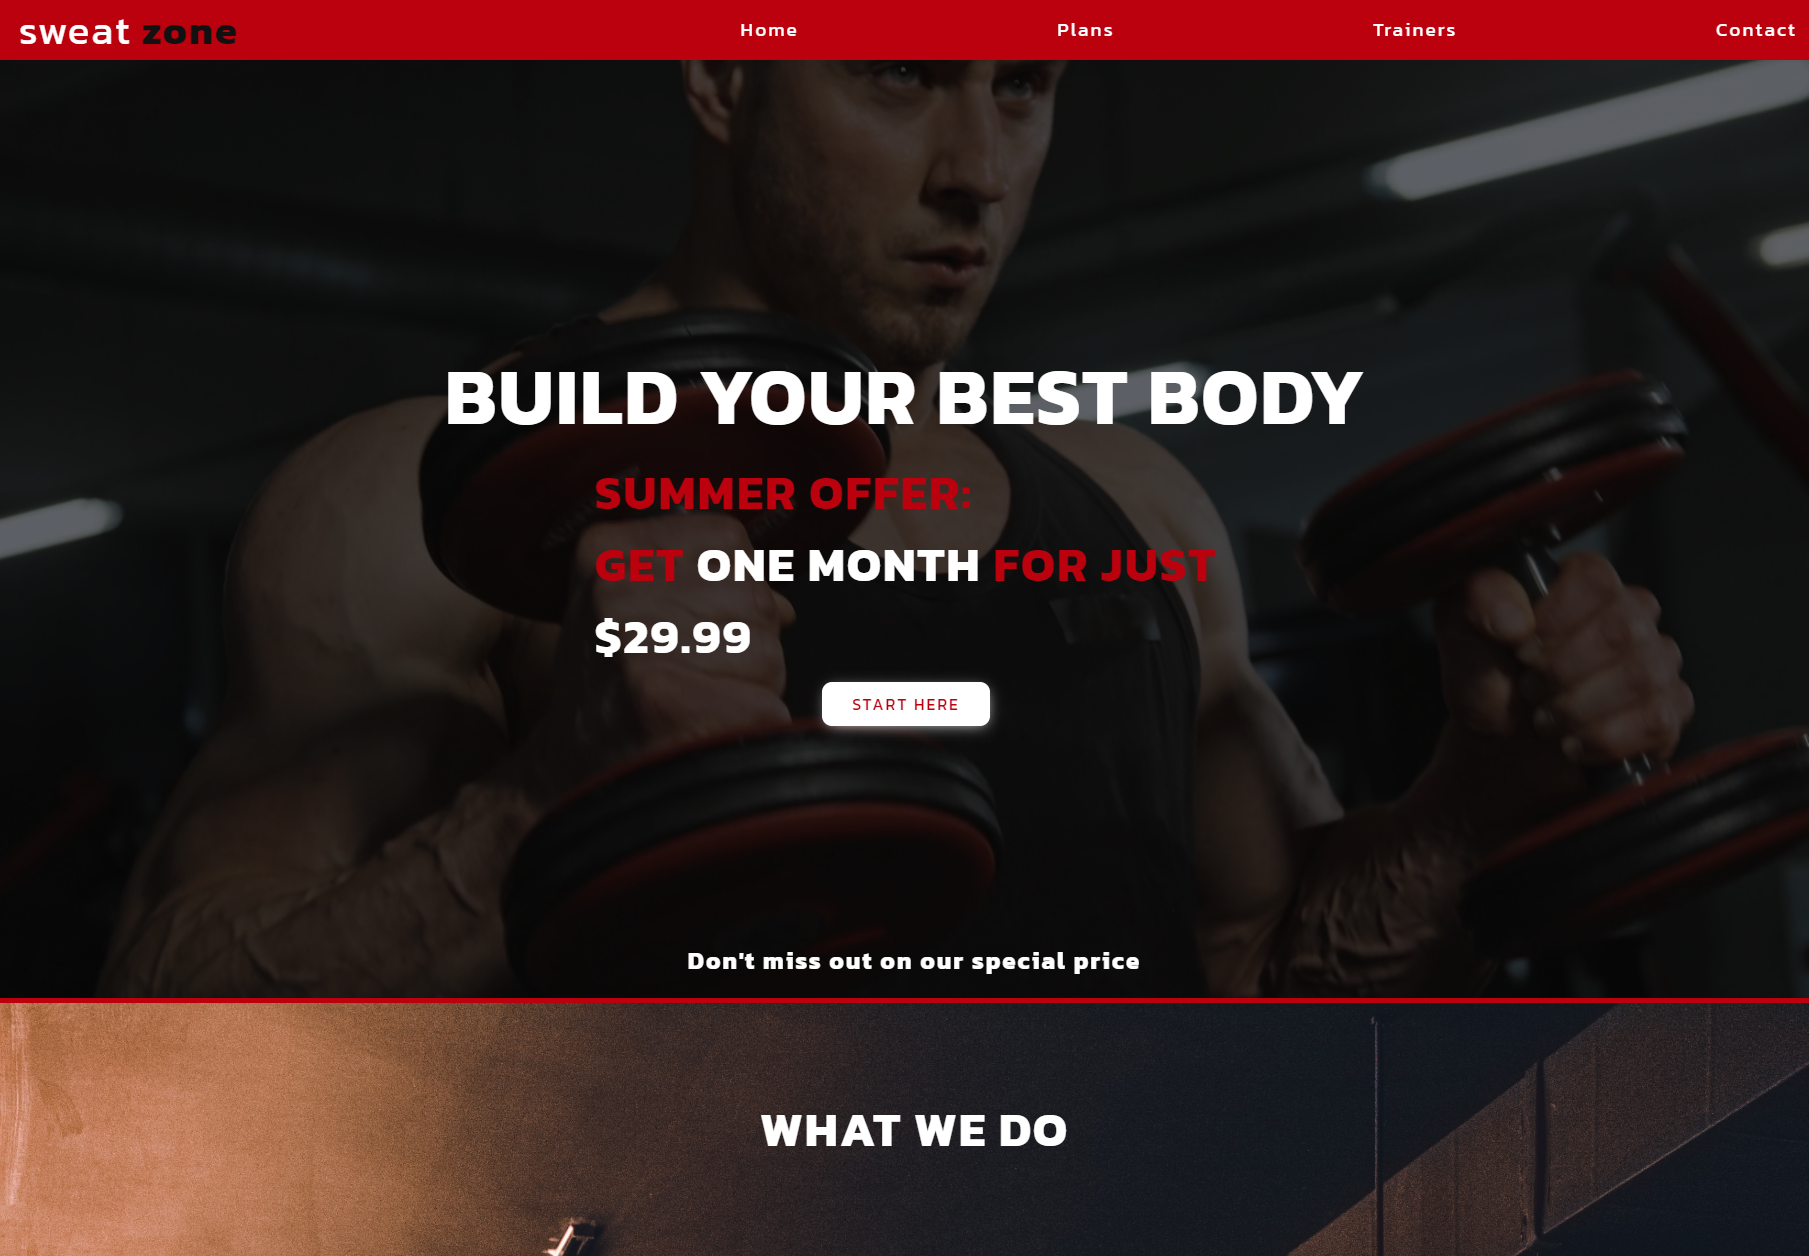 sweat zone
Home
Plans
Trainers
Contact
BUILD YOUR BEST BODY
SUMMER OFFER:
GET ONE MONTH FOR JUST
$29.99
START HERE
Don't miss out on our special price
WHAT WE DO